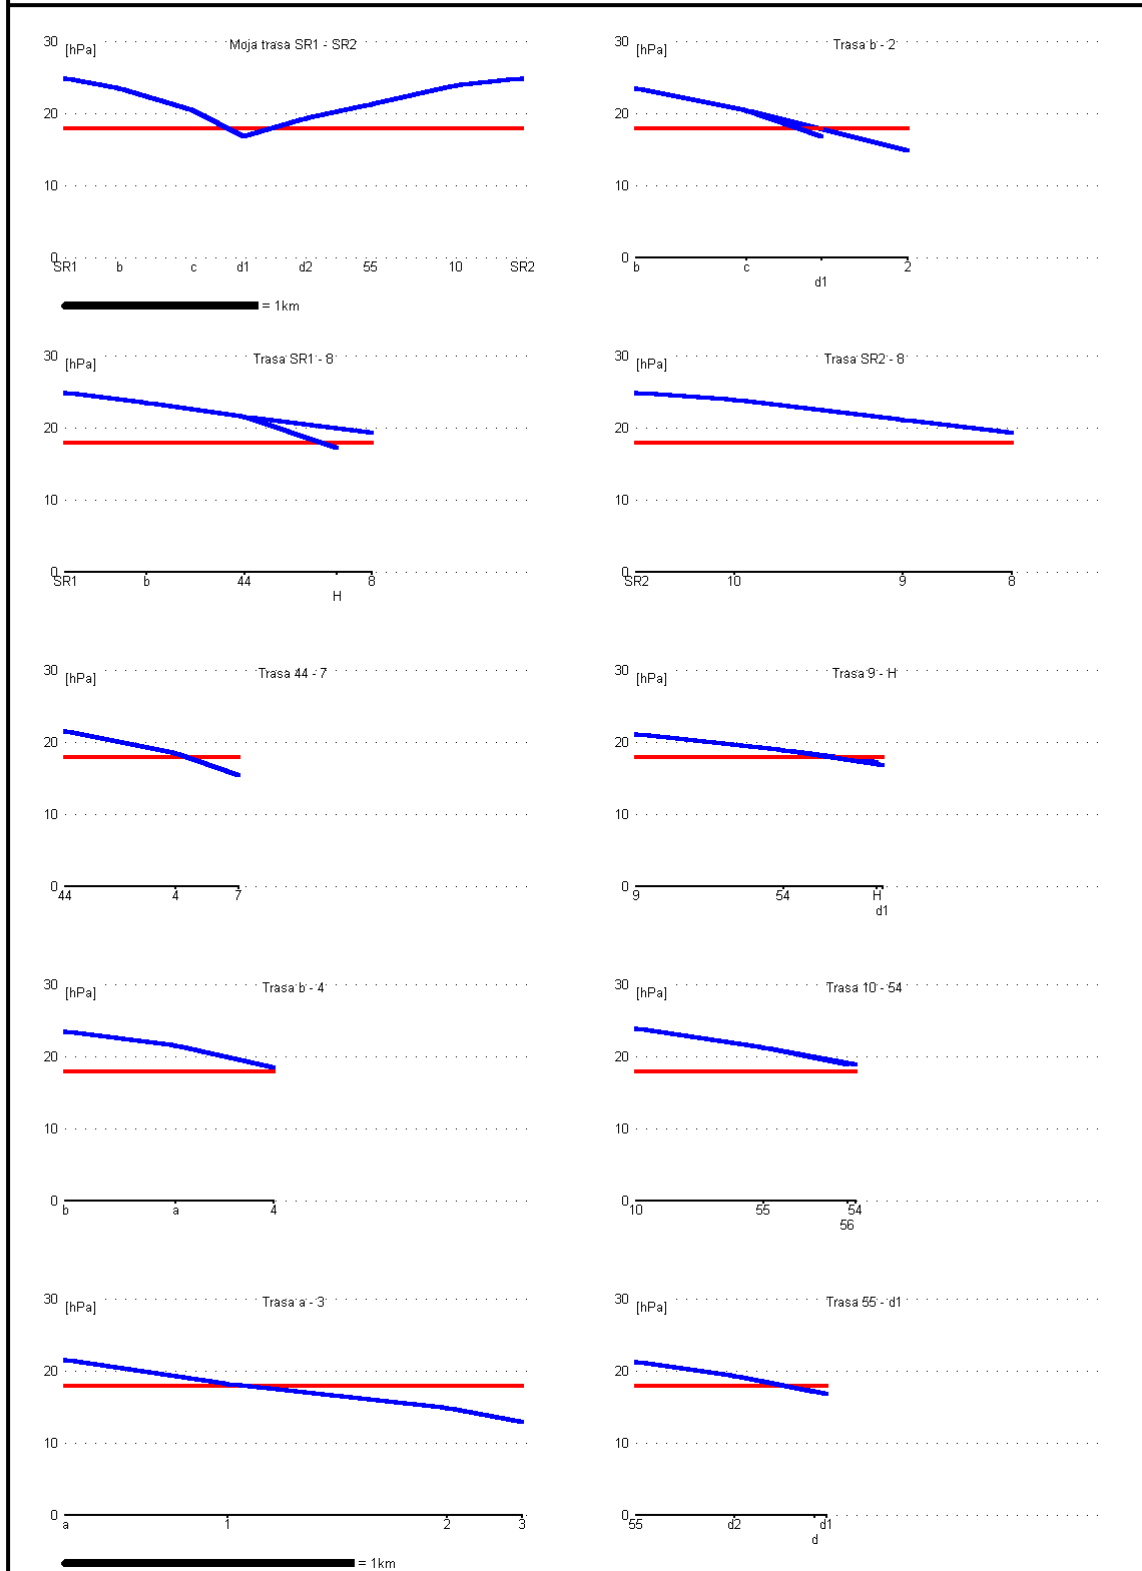 Moja trasa SR1 - SR2
30
[hPa]
20
10
0
SR1 b c d1 d2 55 10 SR2
= 1km
Trasa b - 2
30
[hPa]
20
10
0
b c 2
d1
Trasa SR1 - 8
30
[hPa]
20
10
0
SR1 b 44 8
H
Trasa SR2 - 8
30
[hPa]
20
10
0
SR2 10 9 8
Trasa 44 - 7
30
[hPa]
20
10
0
44 4 7
Trasa 9 - H
30
[hPa]
20
10
0
9 54 H
d1
Trasa b - 4
30
[hPa]
20
10
0
b a 4
Trasa 10 - 54
30
[hPa]
20
10
0
10 55 54
56
Trasa a - 3
30
[hPa]
20
10
0
a 1 2 3
= 1km
Trasa 55 - d1
30
[hPa]
20
10
0
55 d2 d1
d